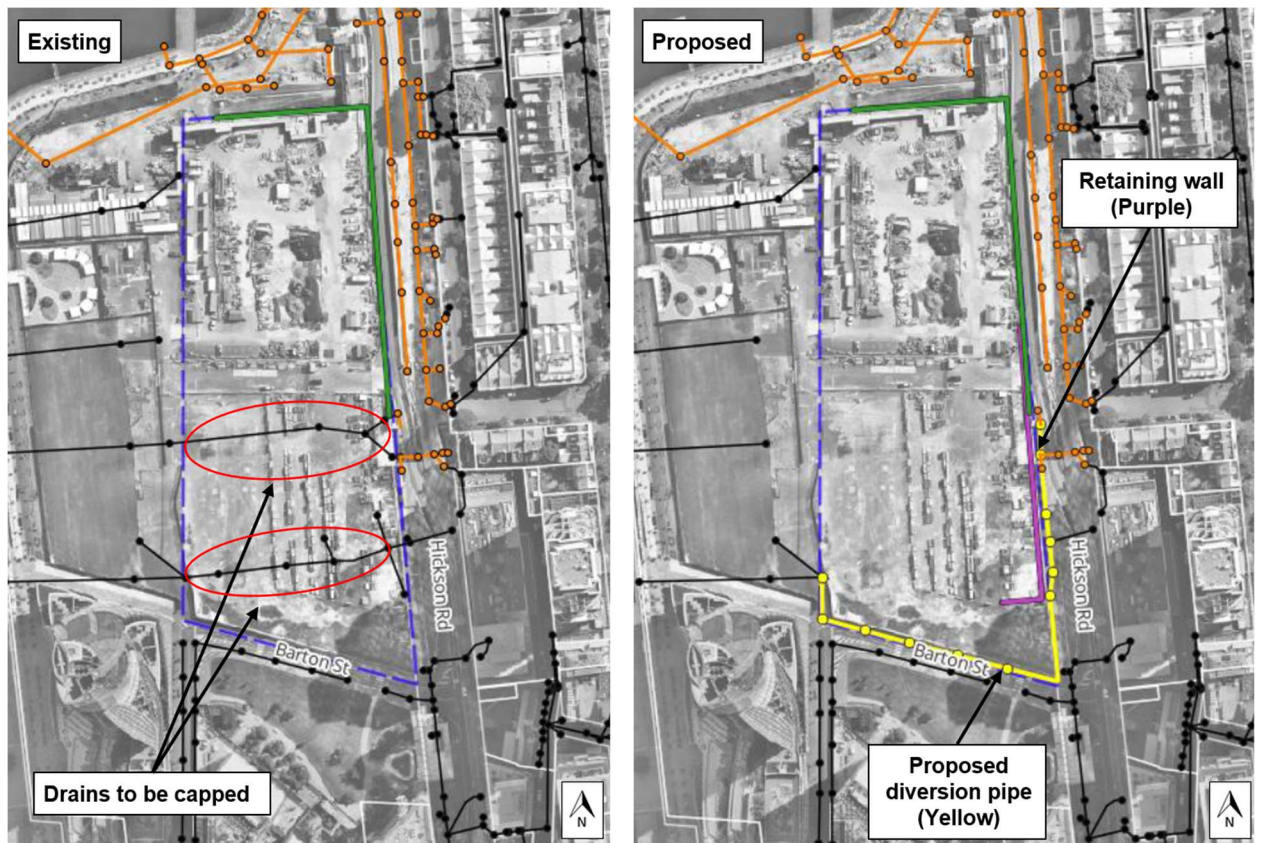 Existing
Hickson Rd
Barton St
Drains to be capped
N
Proposed
Retaining wall
(Purple)
Hickson Rd
Barton St
Proposed
diversion pipe
(Yellow)
N